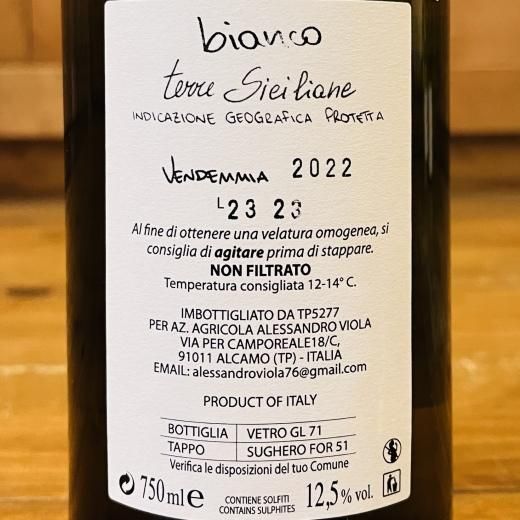 bianco
terre Siciliane
INDICAZIONE GEOGRAFICA PROTETTA
VENDEMMIA 2022
L23 23
Al fine di ottenere una velatura omogenea, si
consiglia di agitare prima di stappare.
NON FILTRATO
Temperatura consigliata 12-14° C.
IMBOTTIGLIATO DA TP5277
PER AZ. AGRICOLA ALESSANDRO VIOLA
VIA PER CAMPOREALE18/C,
91011 ALCAMO (TP) - ITALIA
EMAIL: alessandroviola76@gmail.com
PRODUCT OF ITALY
BOTTIGLIA VETRO GL 71
TAPPO SUGHERO FOR 51
Verifica le disposizioni del tuo Comune
750ml e CONTIENE SOLFITI 12,5% vol.
CONTAINS SULPHITES